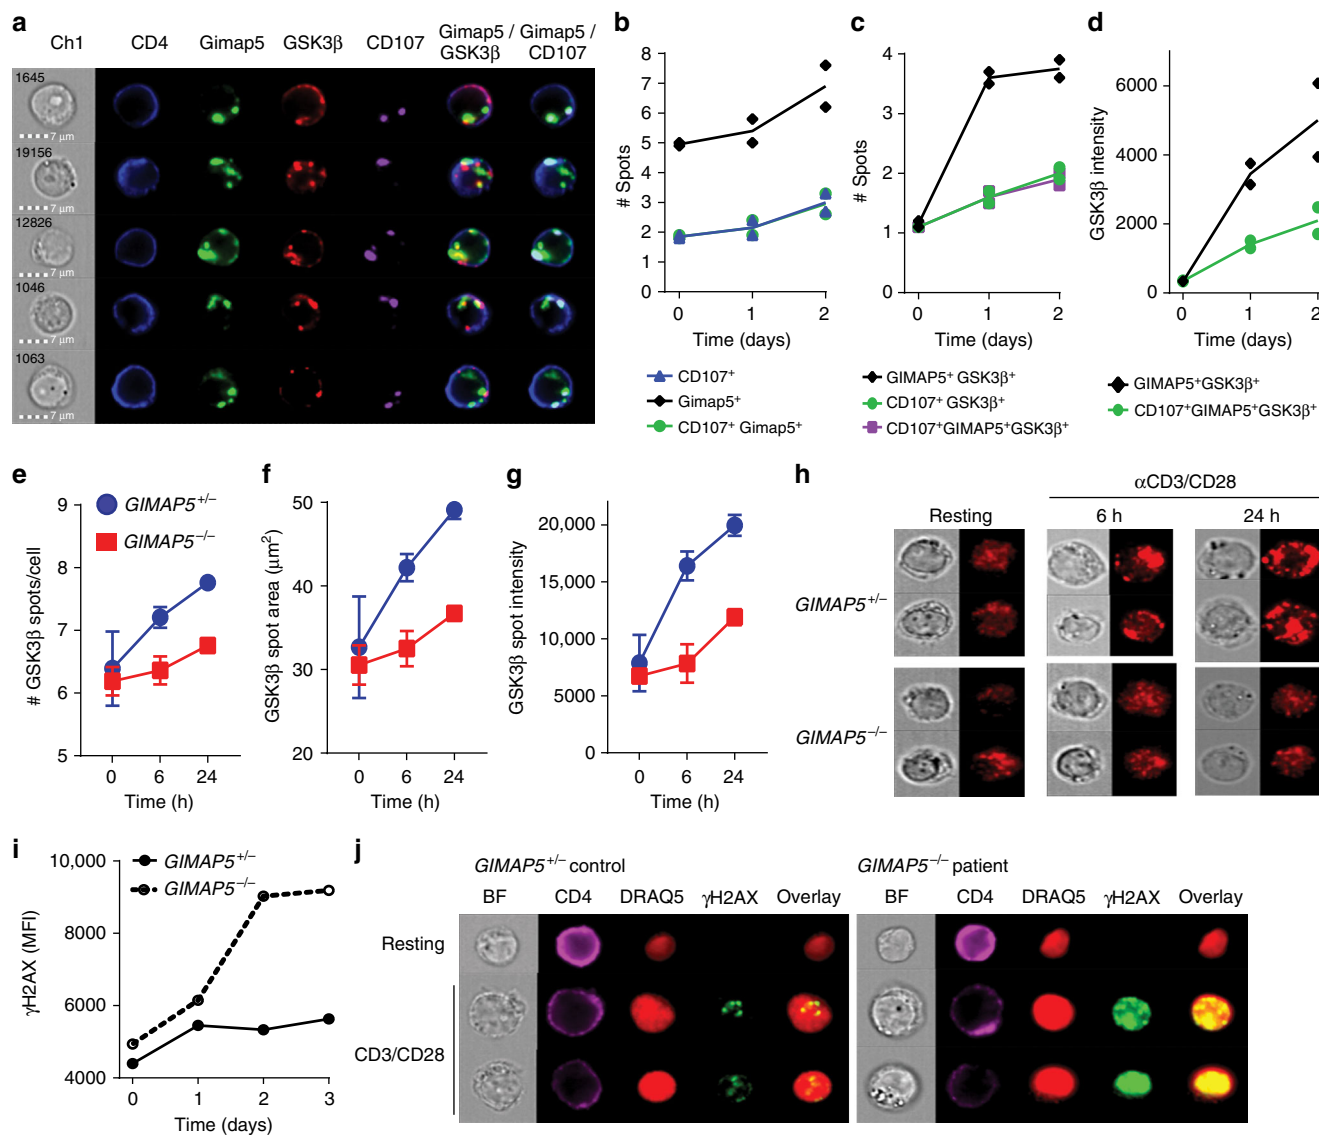 a
Ch1 CD4 Gimap5 GSK3β CD107 Gimap5 / GSK3β Gimap5 / CD107
1645
7 µm
19156
7 µm
12826
7 µm
1046
7 µm
1063
7 µm
b
# Spots
8
7
6
5
4
3
2
1
0
0 1 2
Time (days)
CD107⁺
Gimap5⁺
CD107⁺ Gimap5⁺
c
# Spots
4
3
2
1
0
0 1 2
Time (days)
GIMAP5⁺ GSK3β⁺
CD107⁺ GSK3β⁺
CD107⁺GIMAP5⁺GSK3β⁺
d
GSK3β intensity
6000
4000
2000
0
0 1 2
Time (days)
GIMAP5⁺GSK3β⁺
CD107⁺GIMAP5⁺GSK3β⁺
e
# GSK3β spots/cell
9
8
7
6
5
0 6 24
Time (h)
GIMAP5⁺/⁻
GIMAP5⁻/⁻
f
GSK3β spot area (µm²)
50
40
30
20
0 6 24
Time (h)
g
GSK3β spot intensity
20,000
15,000
10,000
5000
0
0 6 24
Time (h)
h
αCD3/CD28
Resting 6 h 24 h
GIMAP5⁺/⁻
GIMAP5⁻/⁻
i
γH2AX (MFI)
10,000
8000
6000
4000
0 1 2 3
Time (days)
GIMAP5⁺/⁻
GIMAP5⁻/⁻
j
GIMAP5⁺/⁻ control GIMAP5⁻/⁻ patient
BF CD4 DRAQ5 γH2AX Overlay BF CD4 DRAQ5 γH2AX Overlay
Resting
CD3/CD28